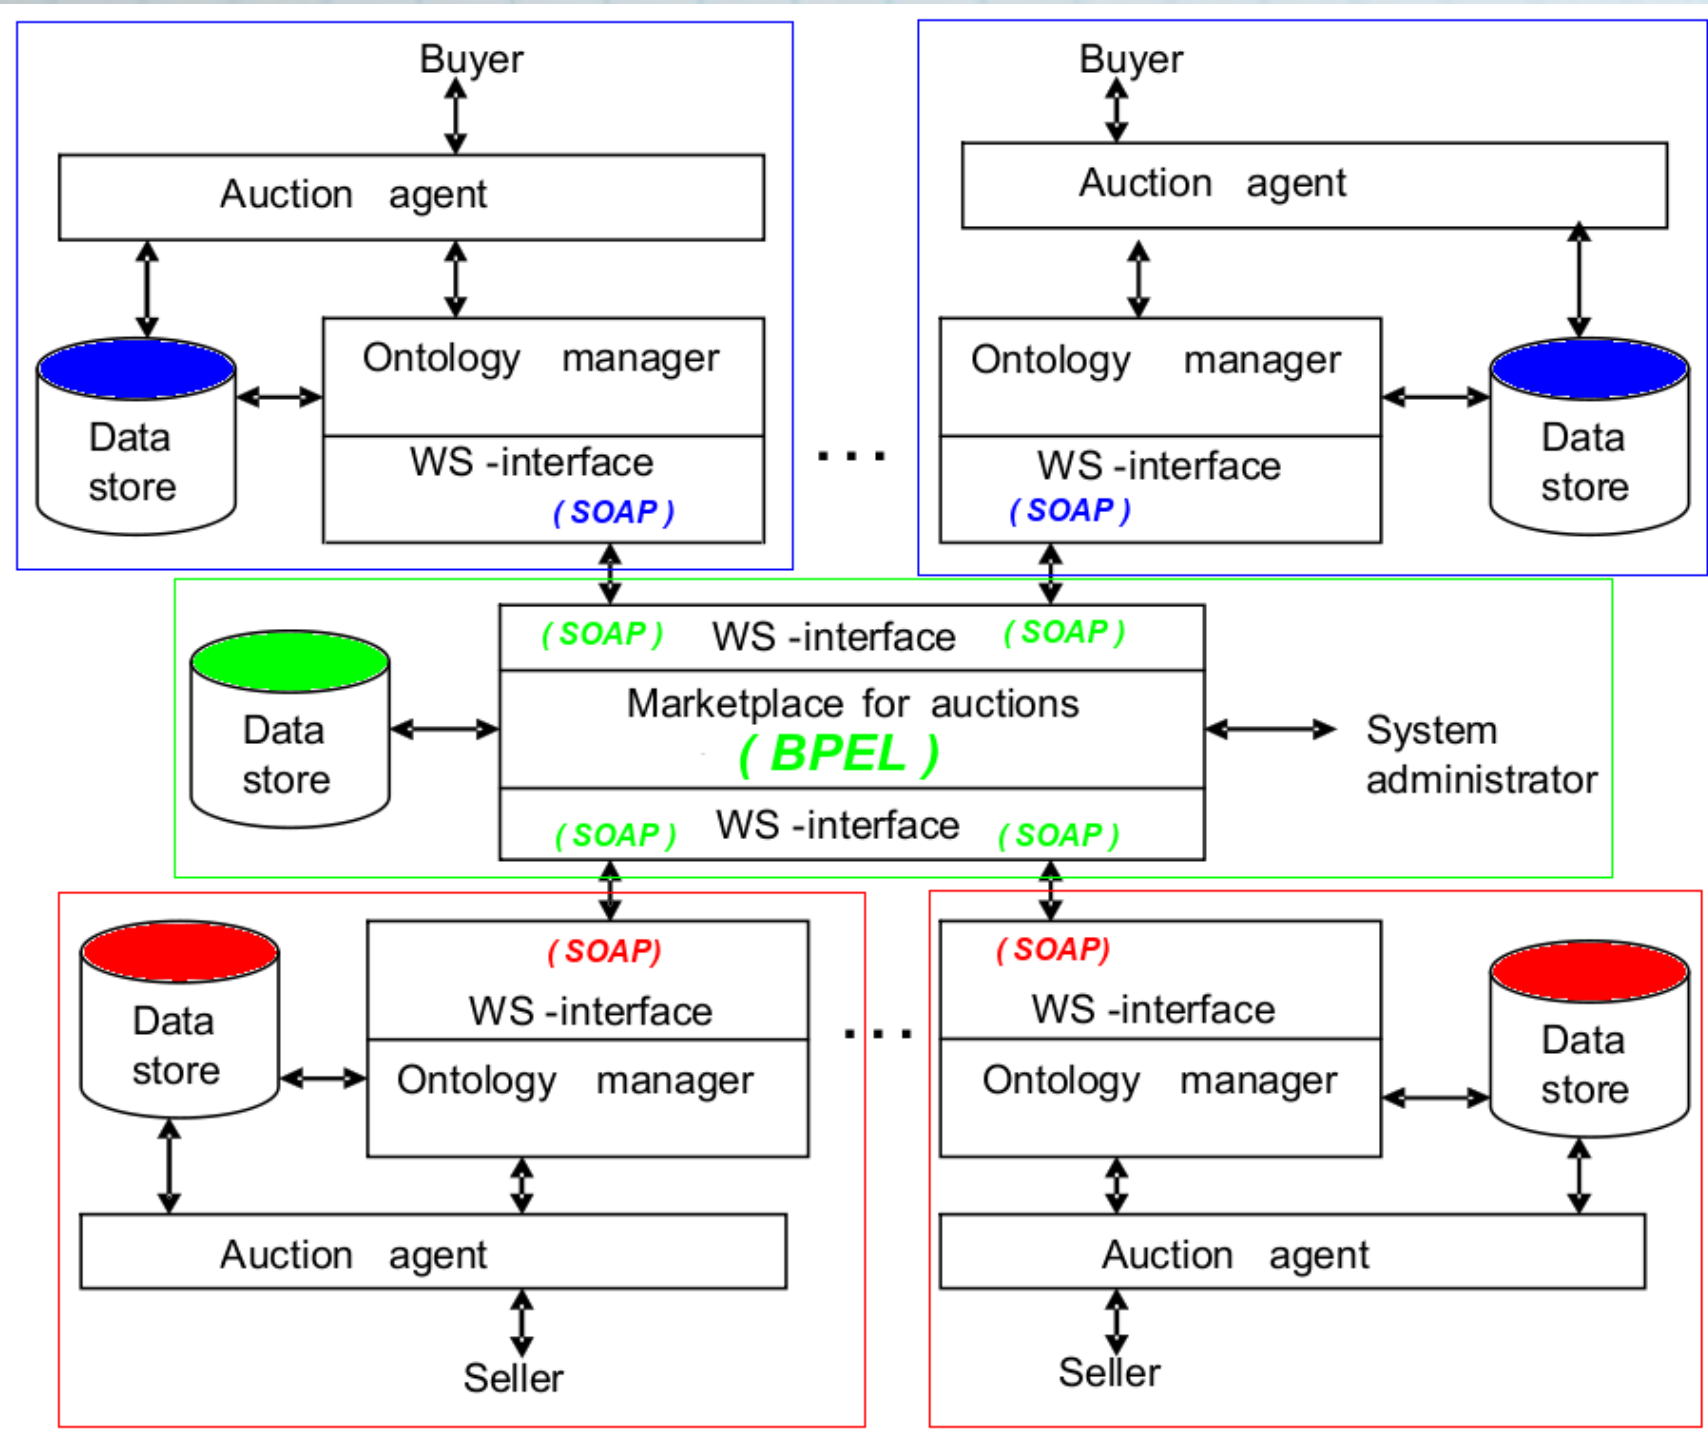 Buyer
Buyer
Auction agent
Auction agent
Ontology manager
Ontology manager
Data
store
WS -interface
( SOAP )
...
WS -interface
( SOAP )
Data
store
( SOAP ) WS -interface ( SOAP )
Marketplace for auctions
( BPEL )
Data
store
System
administrator
( SOAP ) WS -interface ( SOAP )
( SOAP)
WS -interface
( SOAP)
WS -interface
Data
store
...
Data
store
Ontology manager
Ontology manager
Auction agent
Auction agent
Seller
Seller